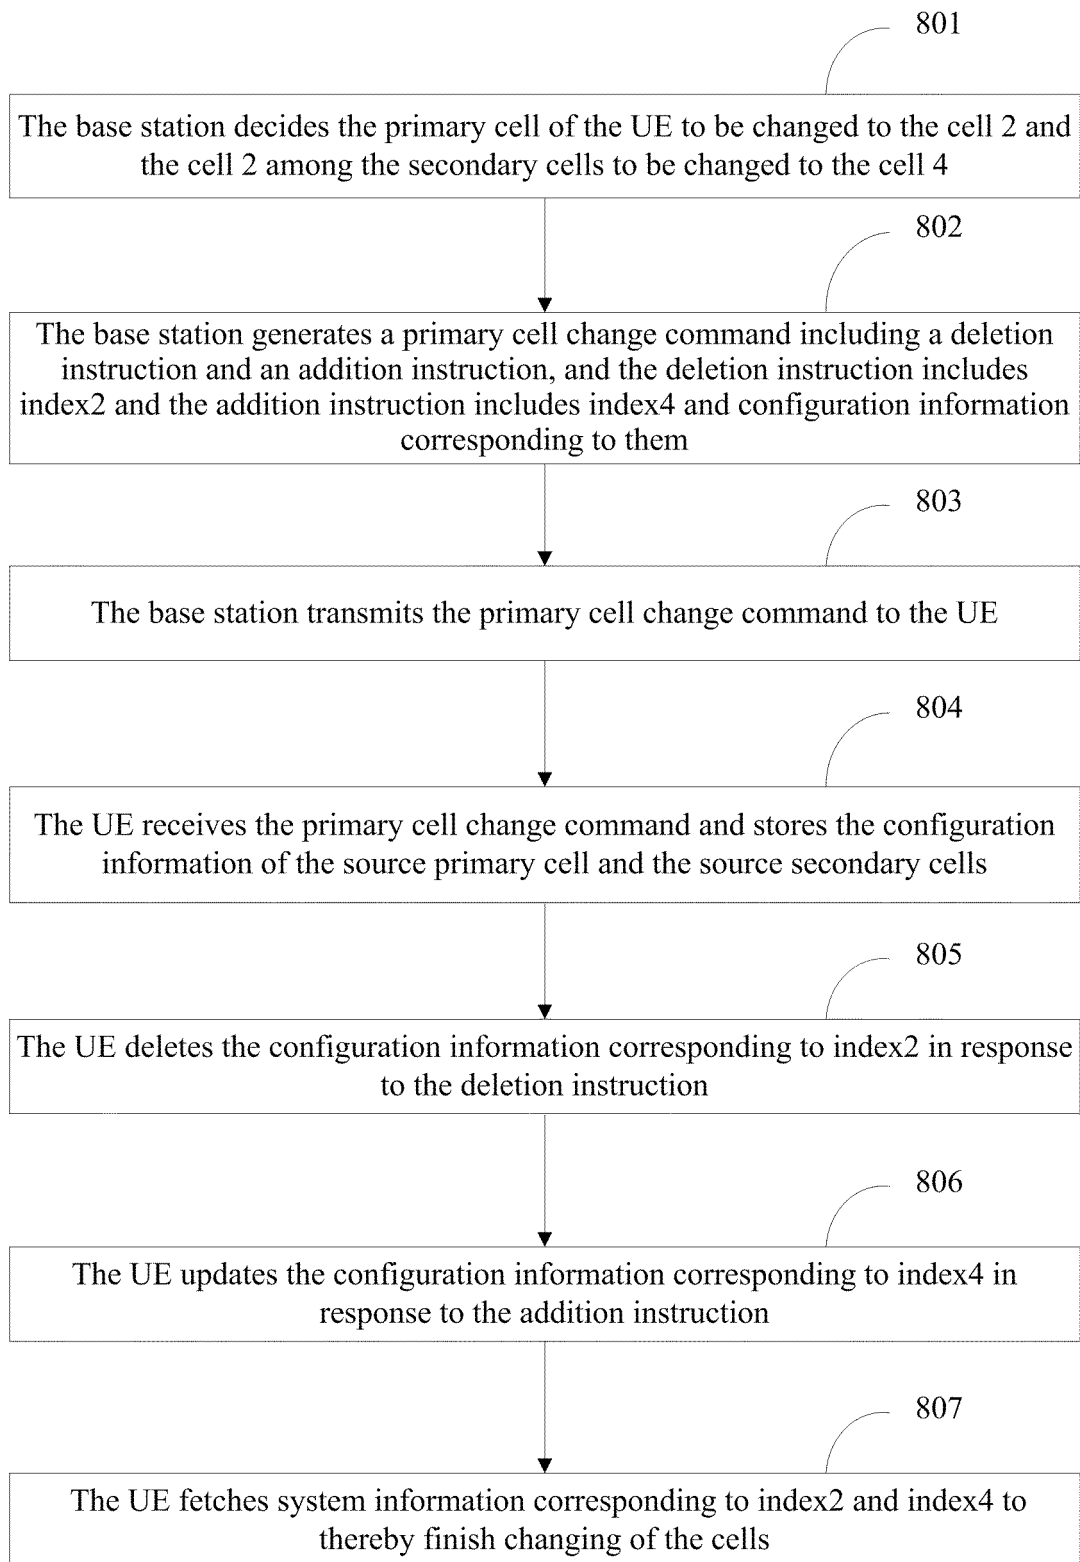 801
The base station decides the primary cell of the UE to be changed to the cell 2 and
the cell 2 among the secondary cells to be changed to the cell 4
802
The base station generates a primary cell change command including a deletion
instruction and an addition instruction, and the deletion instruction includes
index2 and the addition instruction includes index4 and configuration information
corresponding to them
803
The base station transmits the primary cell change command to the UE
804
The UE receives the primary cell change command and stores the configuration
information of the source primary cell and the source secondary cells
805
The UE deletes the configuration information corresponding to index2 in response
to the deletion instruction
806
The UE updates the configuration information corresponding to index4 in
response to the addition instruction
807
The UE fetches system information corresponding to index2 and index4 to
thereby finish changing of the cells